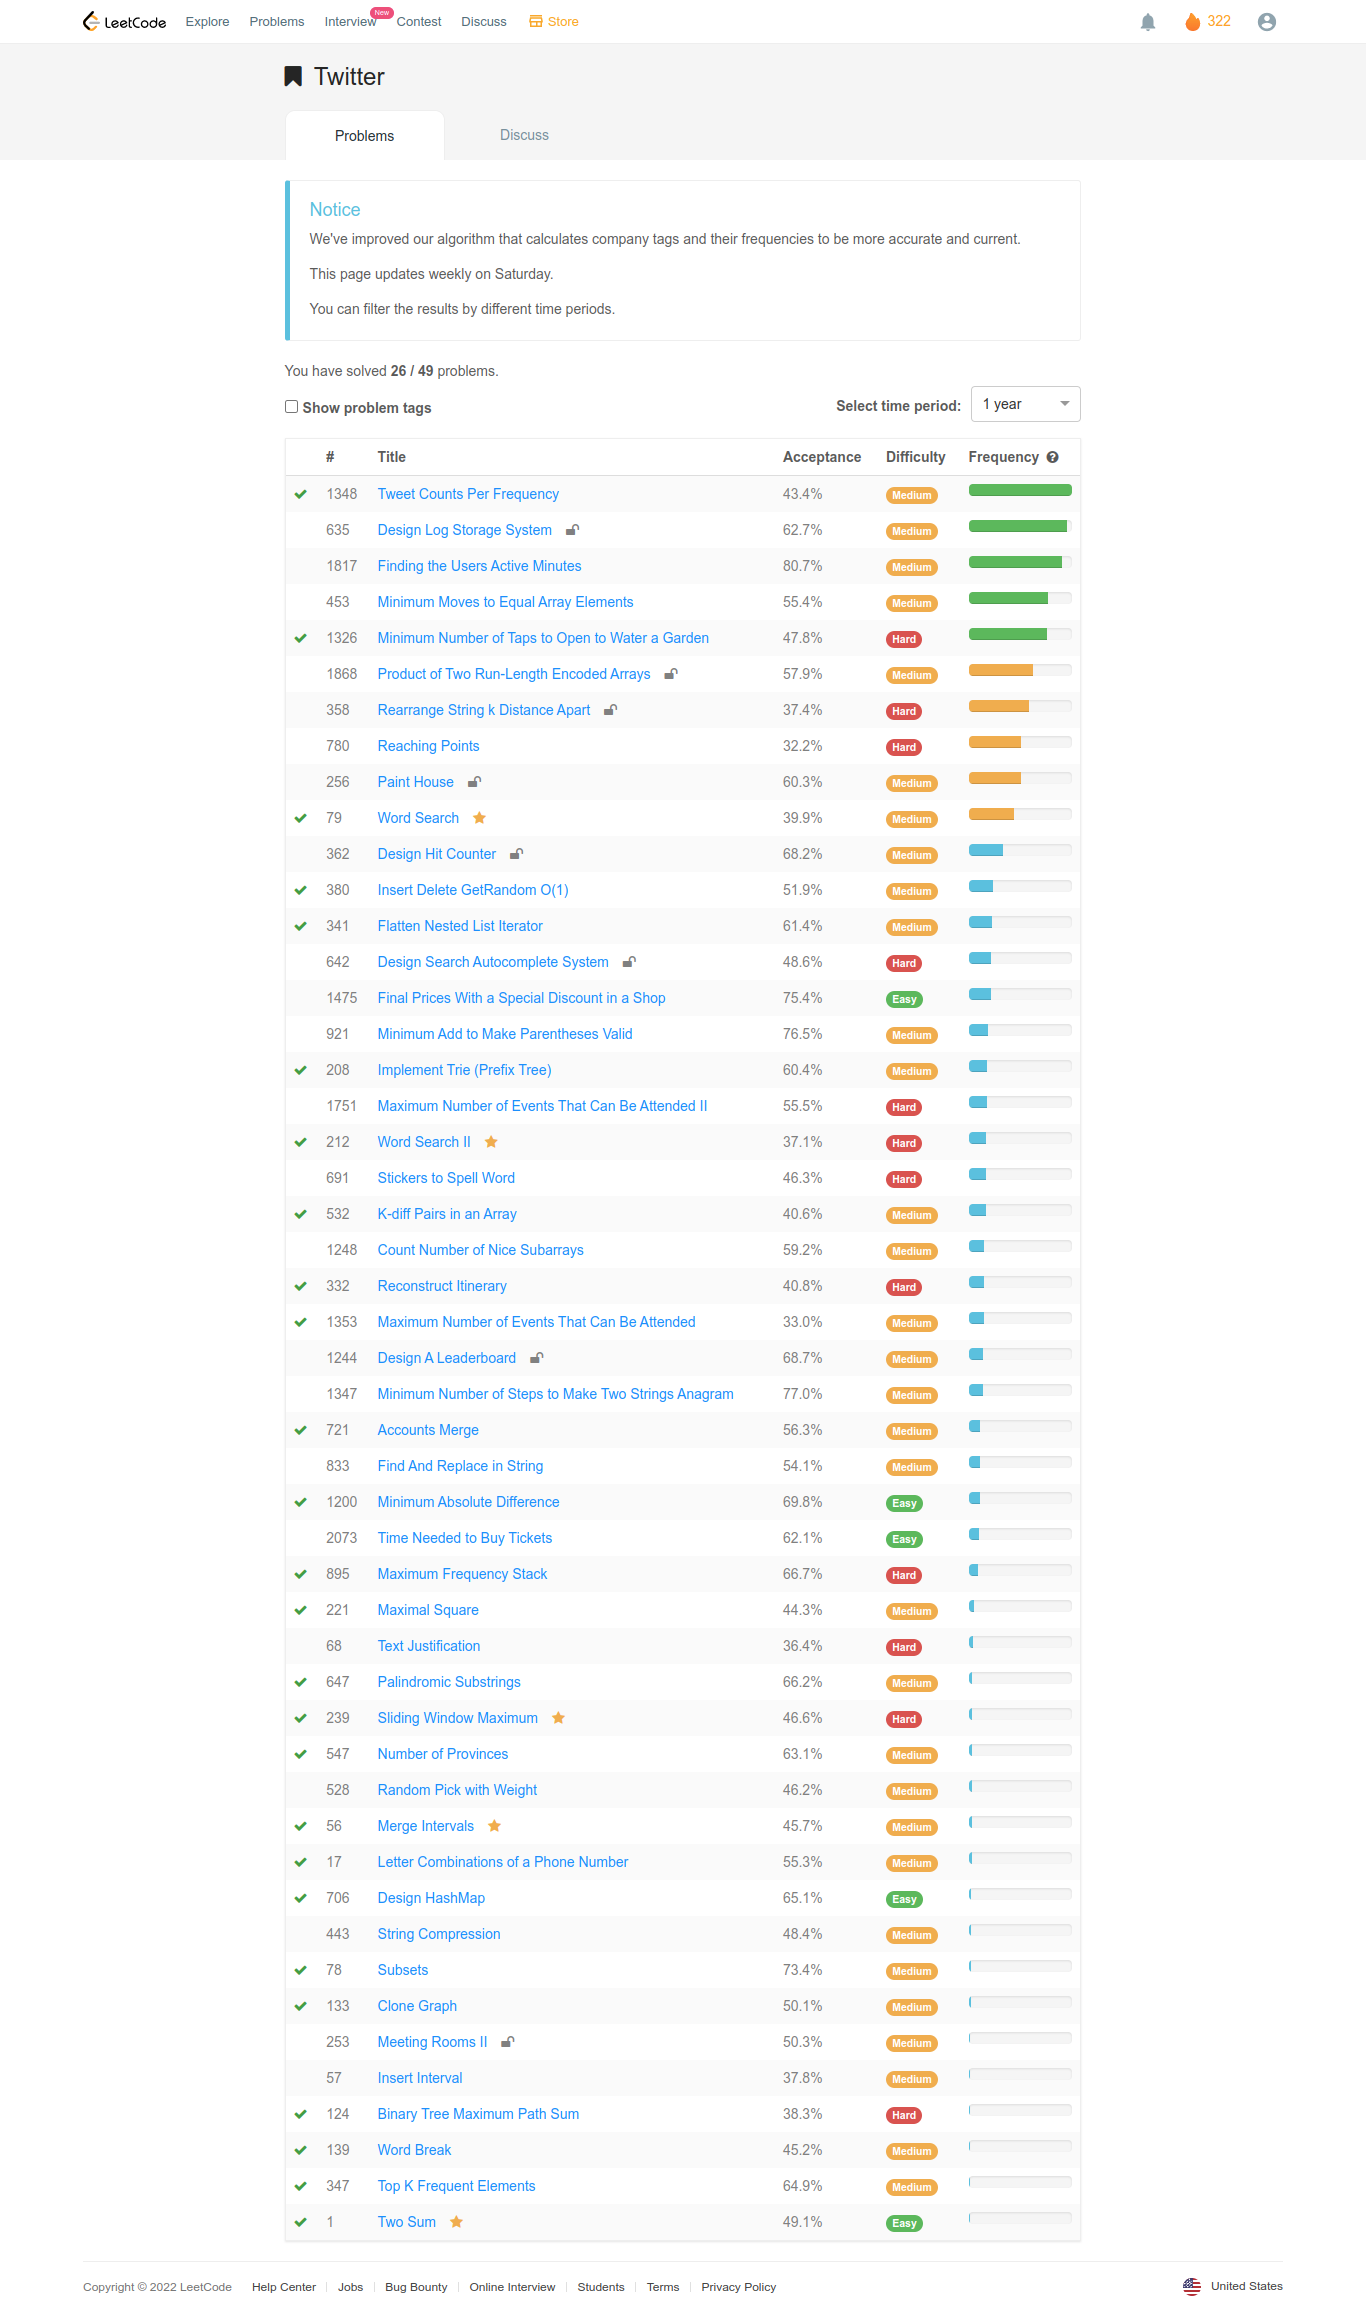 LeetCode Explore Problems Interview New Contest Discuss Store 322
Twitter
Problems Discuss
Notice
We've improved our algorithm that calculates company tags and their frequencies to be more accurate and current.
This page updates weekly on Saturday.
You can filter the results by different time periods.
You have solved 26 / 49 problems.
Show problem tags Select time period: 1 year
# Title Acceptance Difficulty Frequency ?
1348 Tweet Counts Per Frequency 43.4% Medium
635 Design Log Storage System 62.7% Medium
1817 Finding the Users Active Minutes 80.7% Medium
453 Minimum Moves to Equal Array Elements 55.4% Medium
1326 Minimum Number of Taps to Open to Water a Garden 47.8% Hard
1868 Product of Two Run-Length Encoded Arrays 57.9% Medium
358 Rearrange String k Distance Apart 37.4% Hard
780 Reaching Points 32.2% Hard
256 Paint House 60.3% Medium
79 Word Search 39.9% Medium
362 Design Hit Counter 68.2% Medium
380 Insert Delete GetRandom O(1) 51.9% Medium
341 Flatten Nested List Iterator 61.4% Medium
642 Design Search Autocomplete System 48.6% Hard
1475 Final Prices With a Special Discount in a Shop 75.4% Easy
921 Minimum Add to Make Parentheses Valid 76.5% Medium
208 Implement Trie (Prefix Tree) 60.4% Medium
1751 Maximum Number of Events That Can Be Attended II 55.5% Hard
212 Word Search II 37.1% Hard
691 Stickers to Spell Word 46.3% Hard
532 K-diff Pairs in an Array 40.6% Medium
1248 Count Number of Nice Subarrays 59.2% Medium
332 Reconstruct Itinerary 40.8% Hard
1353 Maximum Number of Events That Can Be Attended 33.0% Medium
1244 Design A Leaderboard 68.7% Medium
1347 Minimum Number of Steps to Make Two Strings Anagram 77.0% Medium
721 Accounts Merge 56.3% Medium
833 Find And Replace in String 54.1% Medium
1200 Minimum Absolute Difference 69.8% Easy
2073 Time Needed to Buy Tickets 62.1% Easy
895 Maximum Frequency Stack 66.7% Hard
221 Maximal Square 44.3% Medium
68 Text Justification 36.4% Hard
647 Palindromic Substrings 66.2% Medium
239 Sliding Window Maximum 46.6% Hard
547 Number of Provinces 63.1% Medium
528 Random Pick with Weight 46.2% Medium
56 Merge Intervals 45.7% Medium
17 Letter Combinations of a Phone Number 55.3% Medium
706 Design HashMap 65.1% Easy
443 String Compression 48.4% Medium
78 Subsets 73.4% Medium
133 Clone Graph 50.1% Medium
253 Meeting Rooms II 50.3% Medium
57 Insert Interval 37.8% Medium
124 Binary Tree Maximum Path Sum 38.3% Hard
139 Word Break 45.2% Medium
347 Top K Frequent Elements 64.9% Medium
1 Two Sum 49.1% Easy
Copyright © 2022 LeetCode Help Center Jobs Bug Bounty Online Interview Students Terms Privacy Policy United States